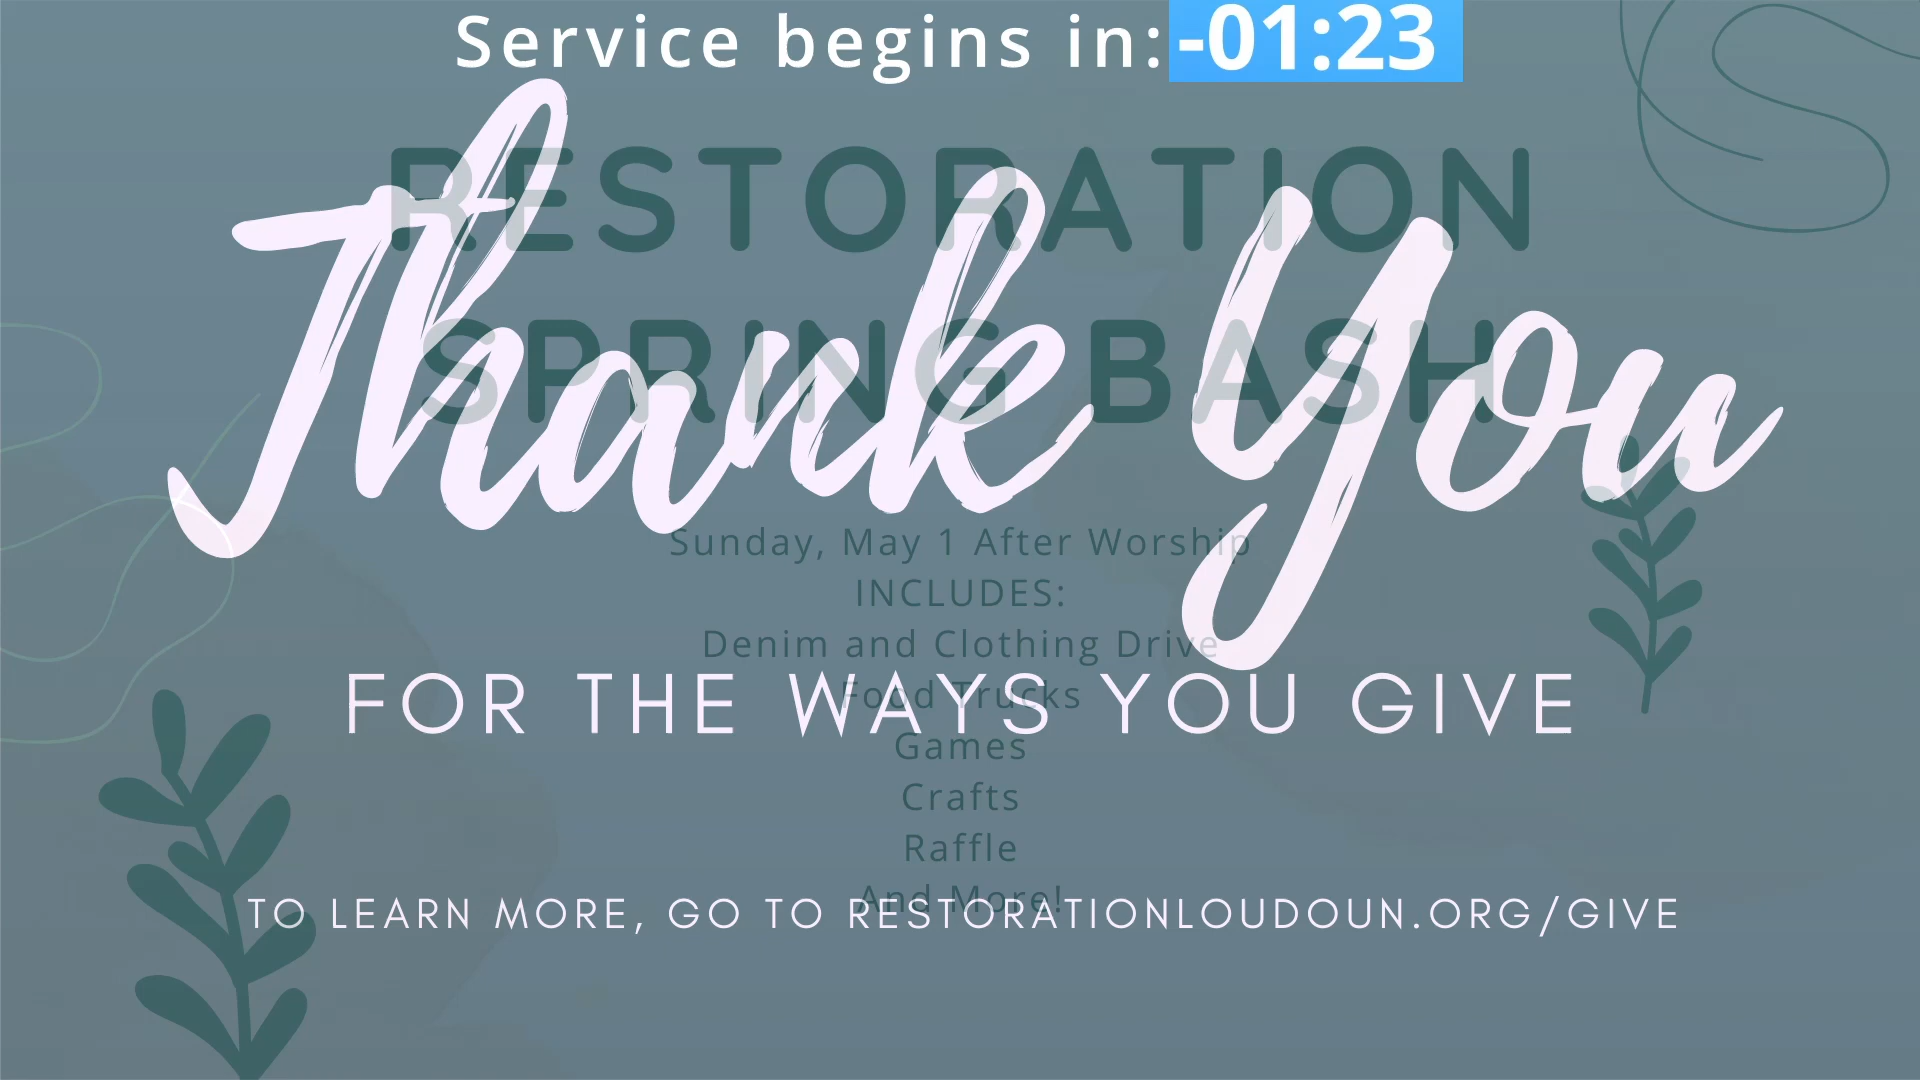 Service begins in: -01:23
RESTORATION
SPRING BASH
Thank You
Sunday, May 1 After Worship
INCLUDES:
Denim and Clothing Drive
Food Trucks
FOR THE WAYS YOU GIVE
Games
Crafts
Raffle
And More!
TO LEARN MORE, GO TO RESTORATIONLOUDOUN.ORG/GIVE